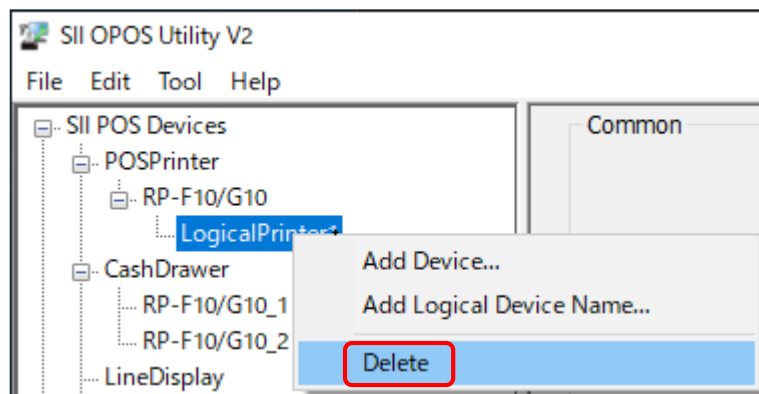 SII OPOS Utility V2
File Edit Tool Help
SII POS Devices
Common
POSPrinter
RP-F10/G10
LogicalPrinter1
Add Device...
CashDrawer
RP-F10/G10_1
Add Logical Device Name...
RP-F10/G10_2
Delete
LineDisplay